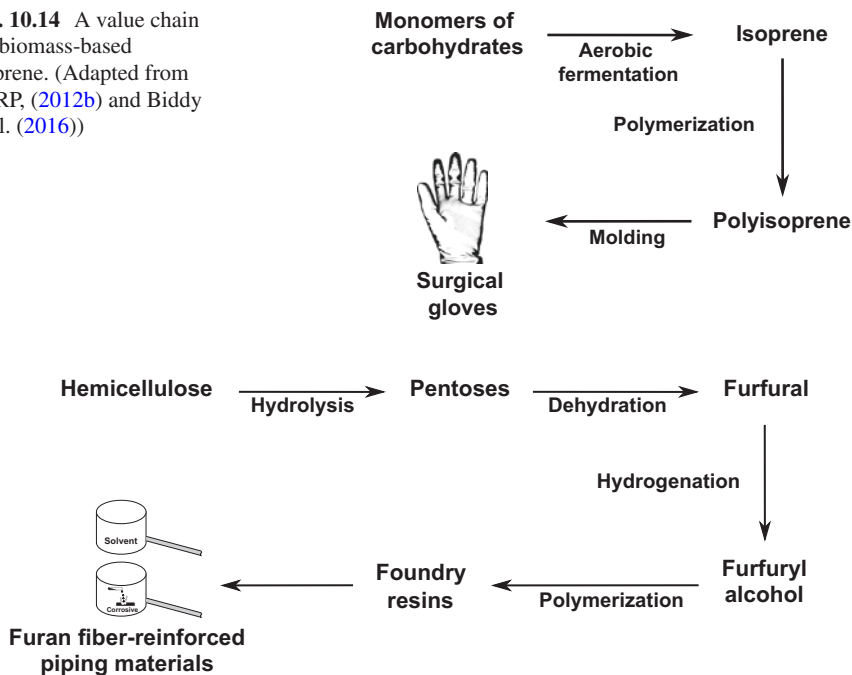 . 10.14 A value chain
biomass-based
prene. (Adapted from
RP, (2012b) and Biddy
l. (2016))
Monomers of
carbohydrates
Aerobic
fermentation
Isoprene
Polymerization
Polyisoprene
Molding
Surgical
gloves
Hemicellulose
Hydrolysis
Pentoses
Dehydration
Furfural
Hydrogenation
Furfuryl
alcohol
Polymerization
Foundry
resins
Solvent
Corrosive
Furan fiber-reinforced
piping materials